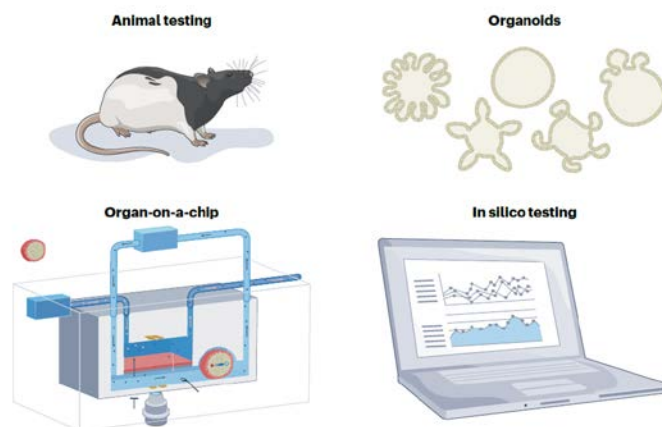 Animal testing
Organoids
Organ-on-a-chip
In silico testing